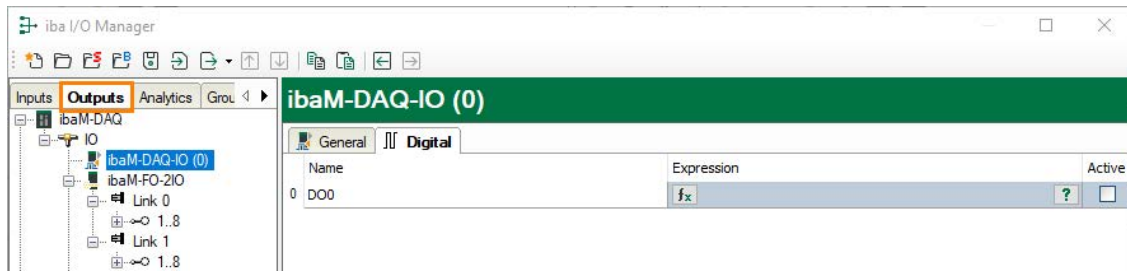 iba I/O Manager
Inputs Outputs Analytics Grou
ibaM-DAQ
IO
ibaM-DAQ-IO (0)
ibaM-FO-2IO
Link 0
1..8
Link 1
1..8
ibaM-DAQ-IO (0)
General Digital
Name Expression Active
0 DO0 fx ?